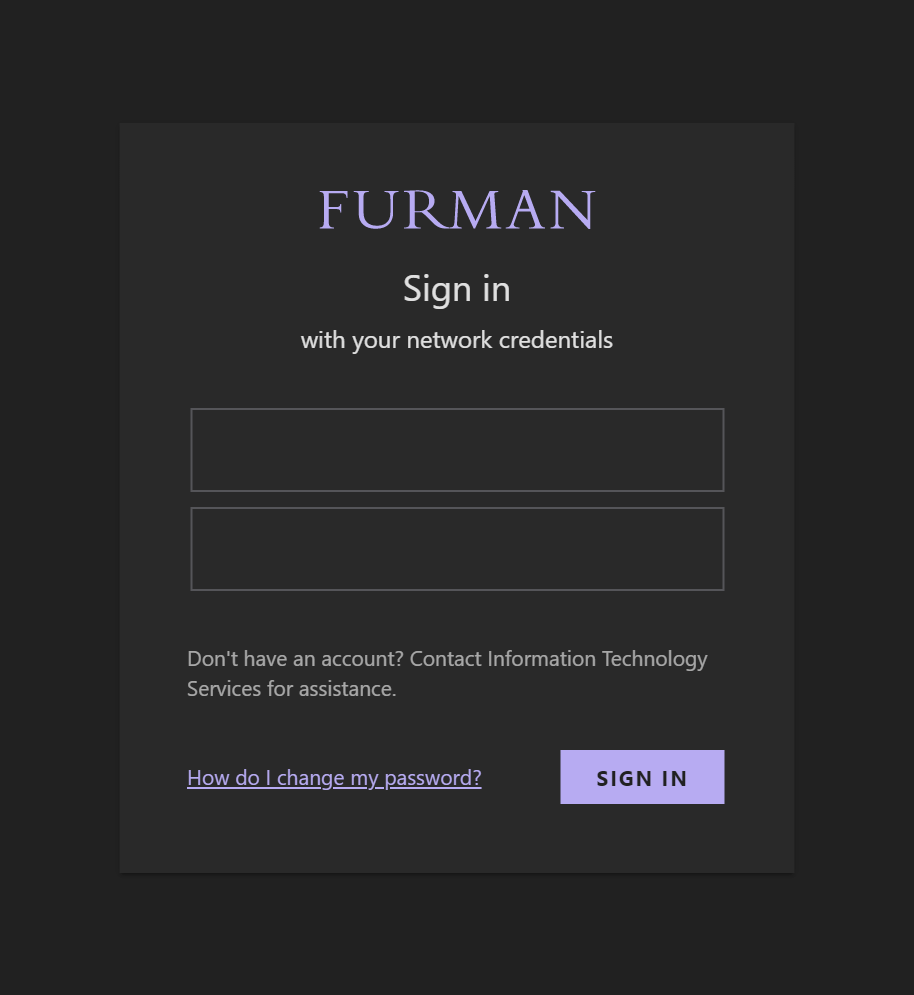 FURMAN
Sign in
with your network credentials
Don't have an account? Contact Information Technology
Services for assistance.
How do I change my password?
SIGN IN